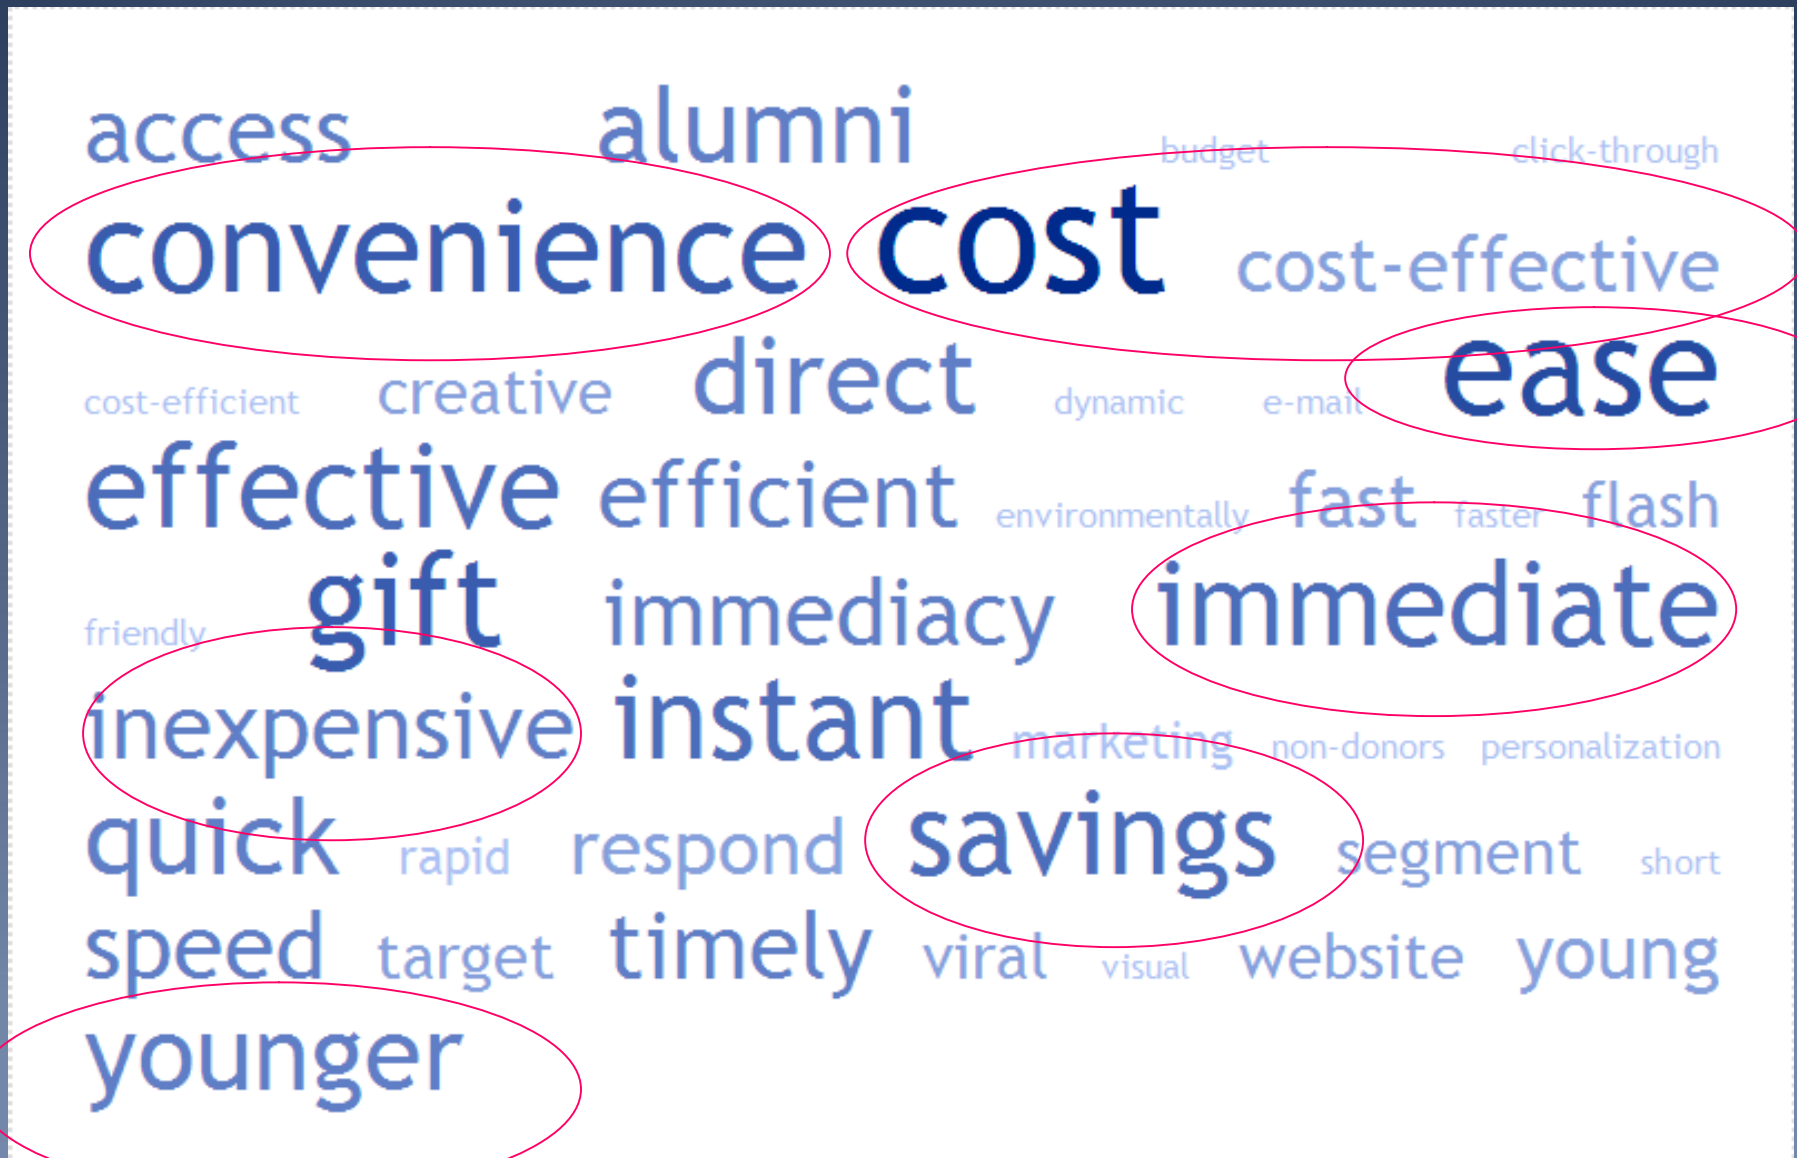 access alumni budget click-through
convenience cost cost-effective
cost-efficient creative direct dynamic e-mail ease
effective efficient environmentally fast faster flash
friendly gift immediacy immediate
inexpensive instant marketing non-donors personalization
quick rapid respond savings segment short
speed target timely viral visual website young
younger